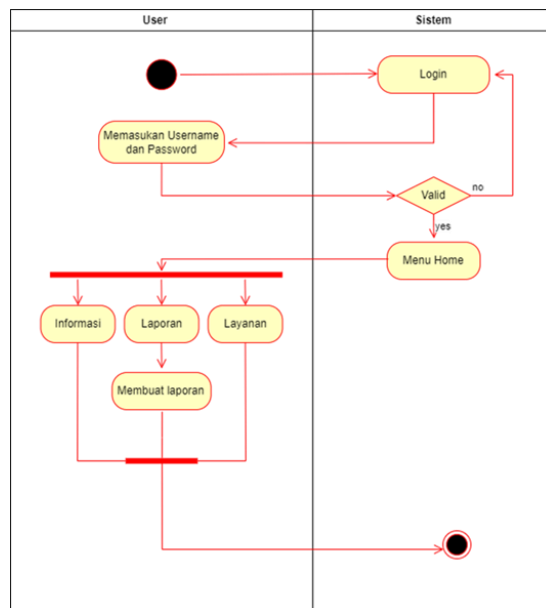 User
Sistem
Login
Memasukan Username
dan Password
Valid
no
yes
Menu Home
Informasi
Laporan
Layanan
Membuat laporan